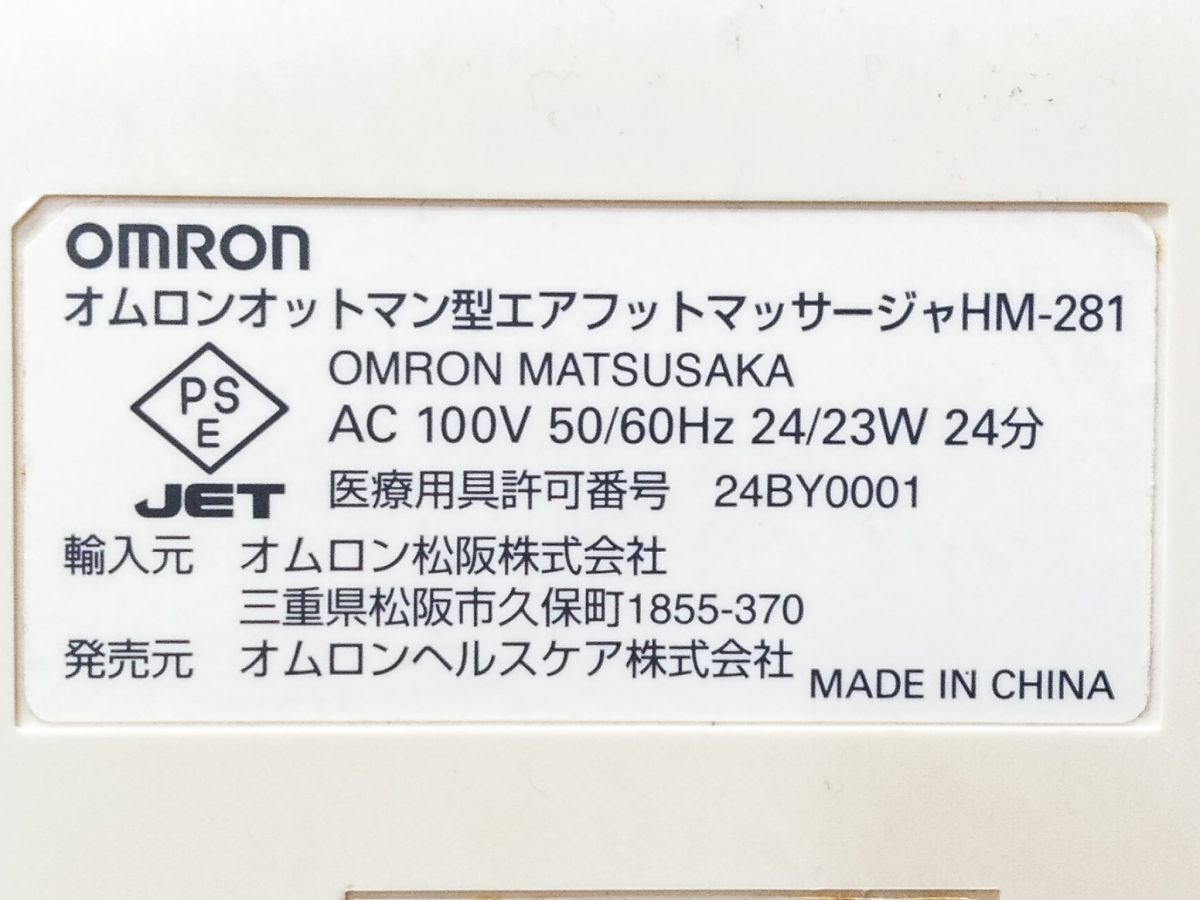 OMRON
オムロンオットマン型エアフットマッサージャHM-281
PS
E
JET
OMRON MATSUSAKA
AC 100V 50/60Hz 24/23W 24分
医療用具許可番号 24BY0001
輸入元 オムロン松阪株式会社
三重県松阪市久保町1855-370
発売元 オムロンヘルスケア株式会社
MADE IN CHINA